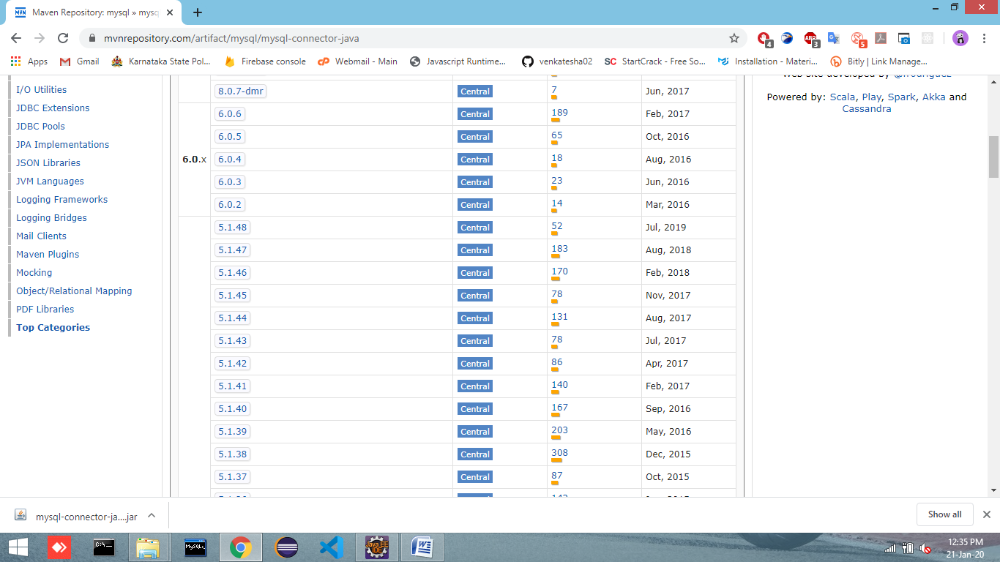 Maven Repository: mysql » mysq
mvnrepository.com/artifact/mysql/mysql-connector-java
4
ABP
3
5
Apps
Gmail
Karnataka State Pol...
Firebase console
cP
Webmail - Main
Javascript Runtime...
venkatesha02
SC
StartCrack - Free So...
Installation - Materi...
Bitly | Link Manage...
I/O Utilities
JDBC Extensions
JDBC Pools
JPA Implementations
JSON Libraries
JVM Languages
Logging Frameworks
Logging Bridges
Mail Clients
Maven Plugins
Mocking
Object/Relational Mapping
PDF Libraries
Top Categories
8.0.7-dmr Central 7 Jun, 2017
6.0.x
6.0.6 Central 189 Feb, 2017
6.0.5 Central 65 Oct, 2016
6.0.4 Central 18 Aug, 2016
6.0.3 Central 23 Jun, 2016
6.0.2 Central 14 Mar, 2016
5.1.48 Central 52 Jul, 2019
5.1.47 Central 183 Aug, 2018
5.1.46 Central 170 Feb, 2018
5.1.45 Central 78 Nov, 2017
5.1.44 Central 131 Aug, 2017
5.1.43 Central 78 Jul, 2017
5.1.42 Central 86 Apr, 2017
5.1.41 Central 140 Feb, 2017
5.1.40 Central 167 Sep, 2016
5.1.39 Central 203 May, 2016
5.1.38 Central 308 Dec, 2015
5.1.37 Central 87 Oct, 2015
Web site developed by @frodriguez
Powered by: Scala, Play, Spark, Akka and
Cassandra
mysql-connector-ja....jar
Show all
C:\
MySQL
Java EE
IDE
W
12:35 PM
21-Jan-20